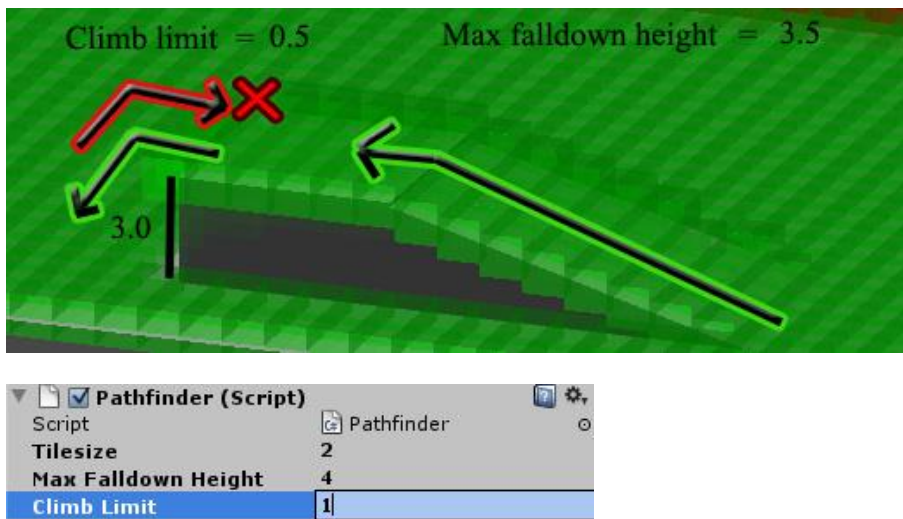 Climb limit = 0.5 Max falldown height = 3.5
3.0
Pathfinder (Script)
Script Pathfinder
Tilesize 2
Max Falldown Height 4
Climb Limit 1